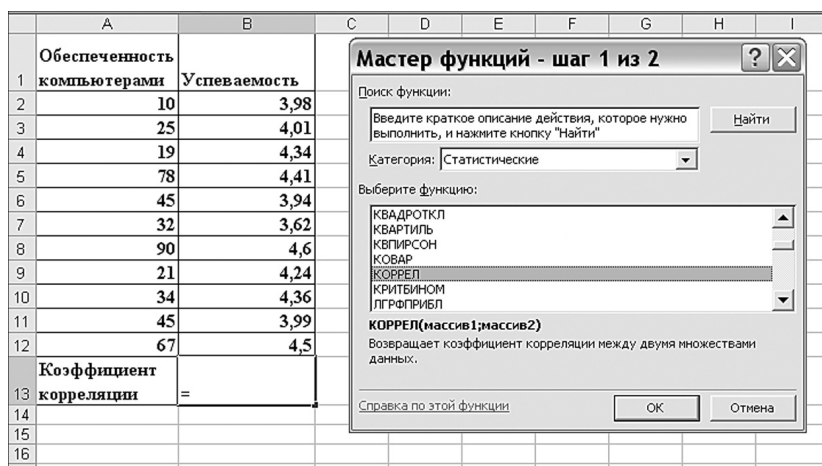 A B C D E F G H I
1 Обеспеченность компьютерами Успеваемость
2 10 3,98
3 25 4,01
4 19 4,34
5 78 4,41
6 45 3,94
7 32 3,62
8 90 4,6
9 21 4,24
10 34 4,36
11 45 3,99
12 67 4,5
13 Коэффициент корреляции =
14
15
16
Мастер функций - шаг 1 из 2
Поиск функции:
Введите краткое описание действия, которое нужно
выполнить, и нажмите кнопку "Найти"
Найти
Категория: Статистические
Выберите функцию:
КВАДРОТКЛ
КВАРТИЛЬ
КВПИРСОН
КОВАР
КОРРЕЛ
КРИТБИНОМ
ЛГРФПРИБЛ
КОРРЕЛ(массив1;массив2)
Возвращает коэффициент корреляции между двумя множествами
данных.
Справка по этой функции
ОК
Отмена